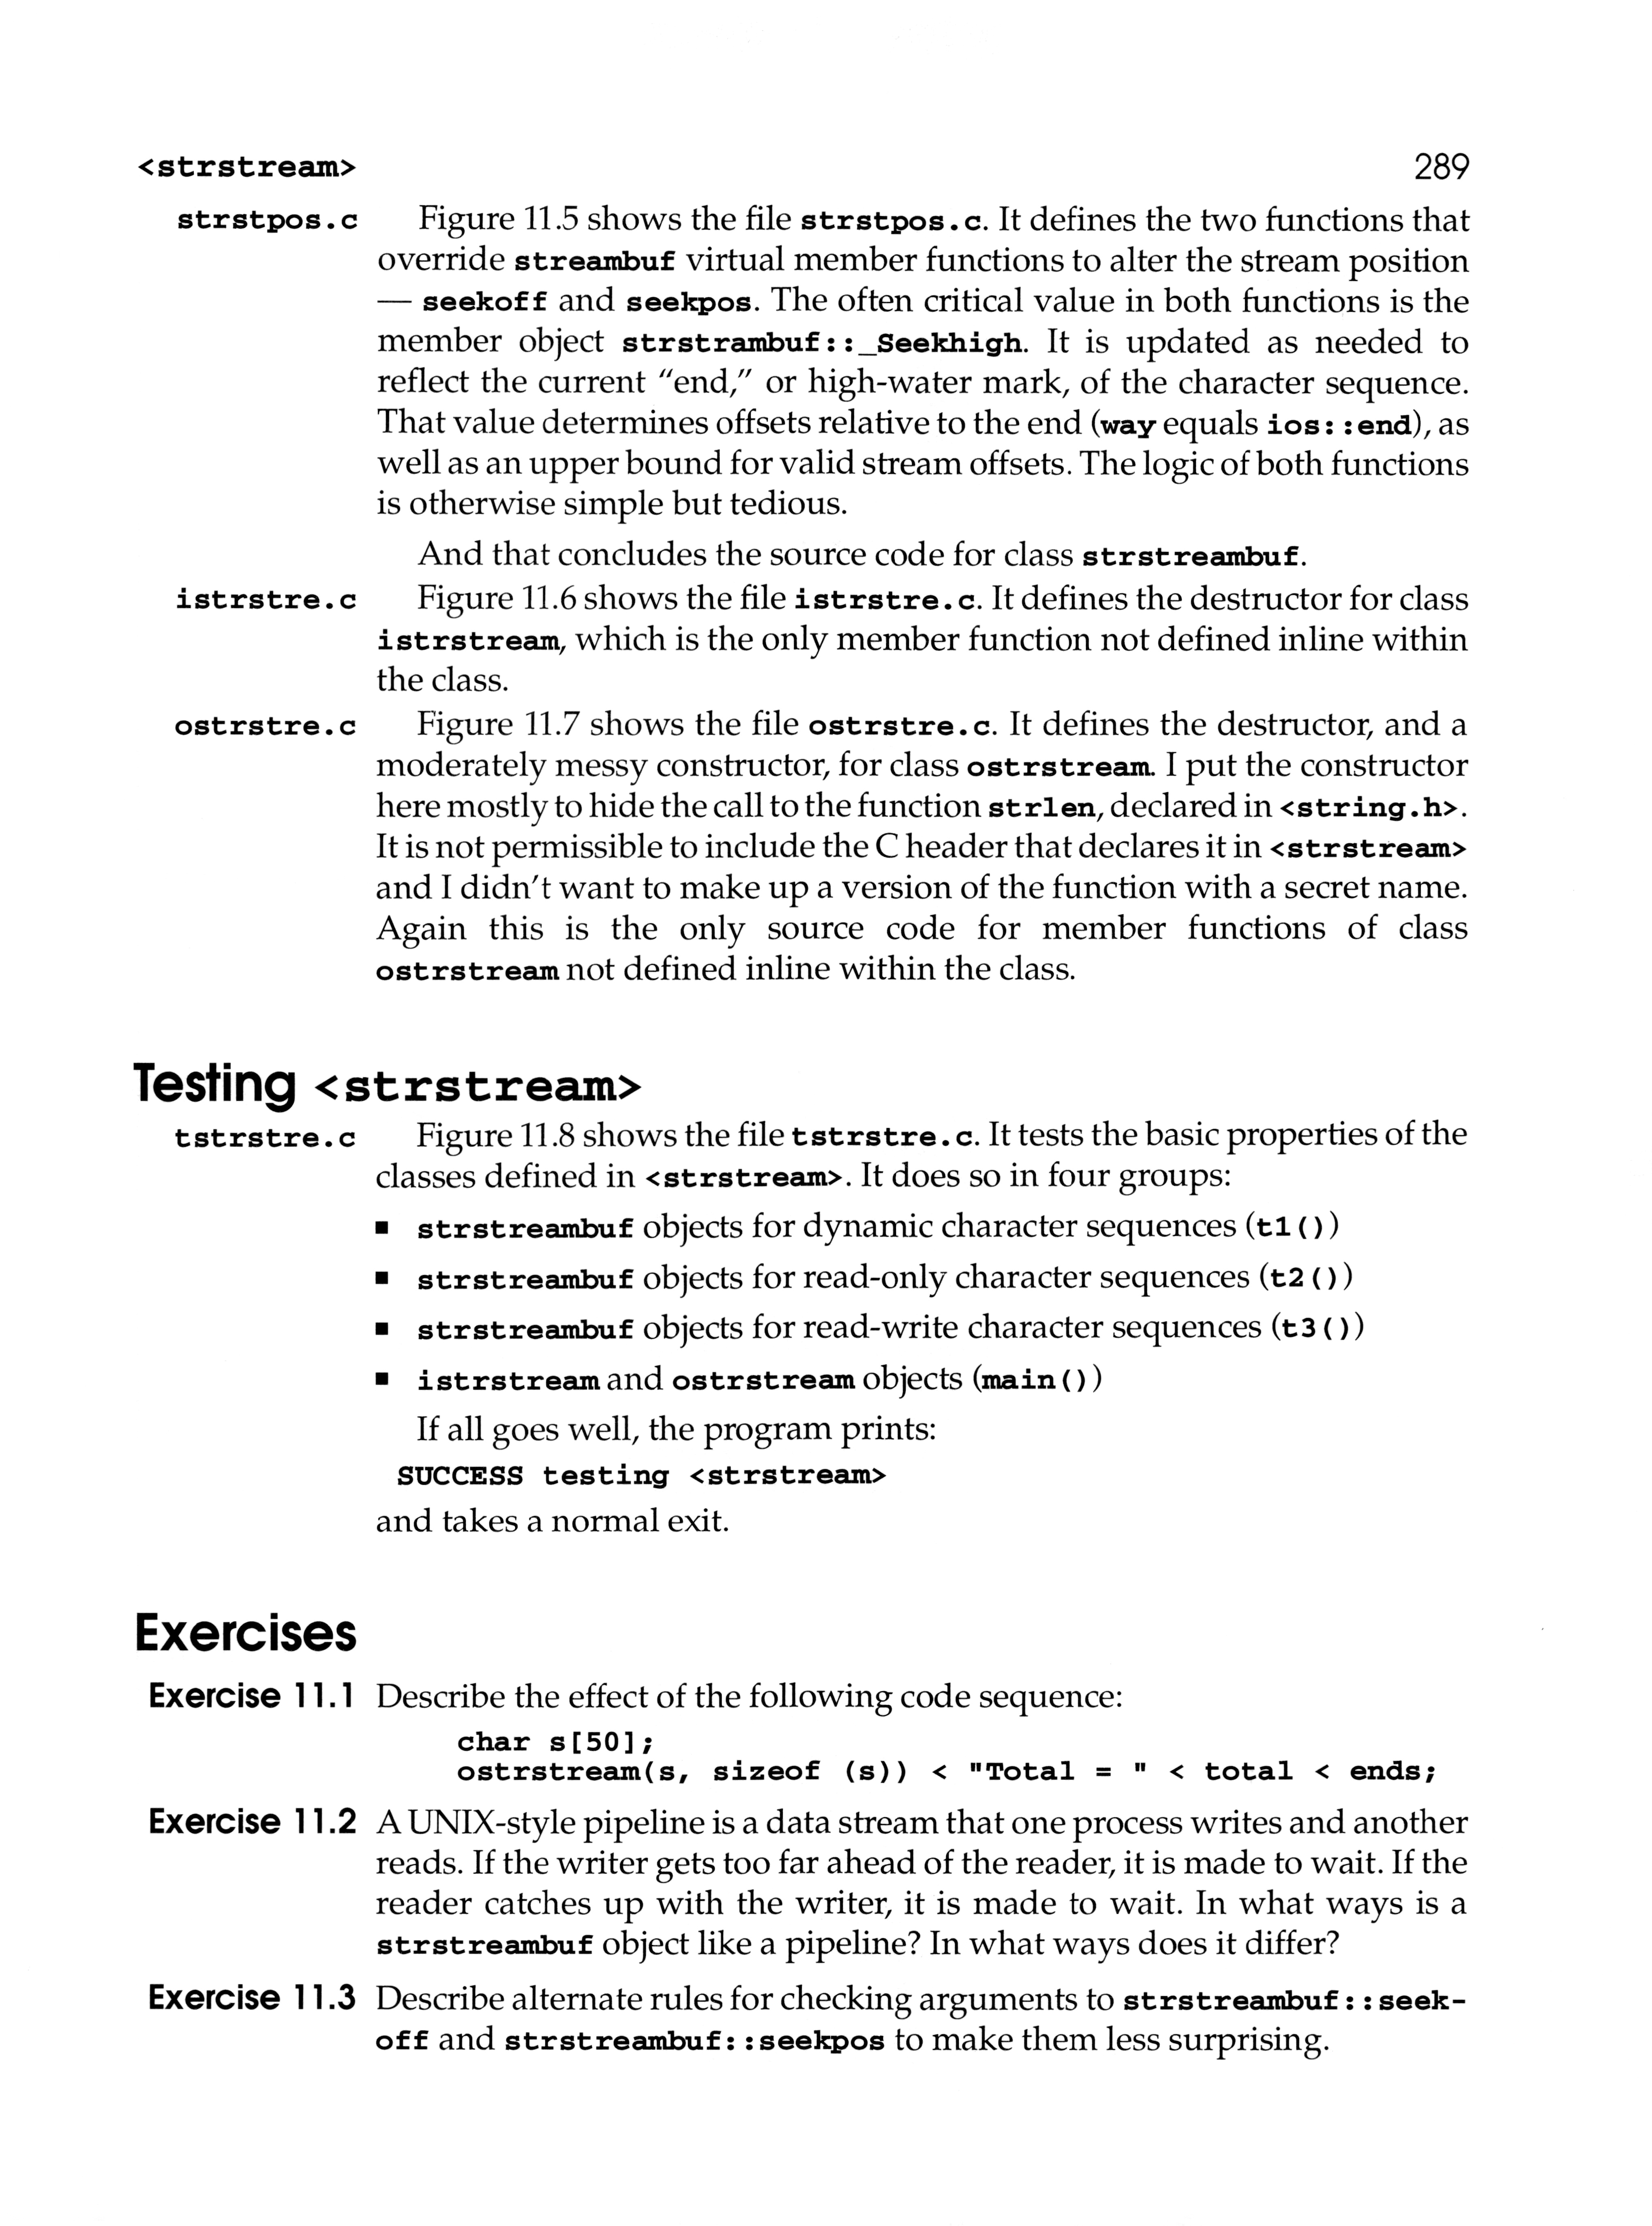 <strstream> 289
strstpos.c Figure 11.5 shows the file strstpos.c. It defines the two functions that
override streambuf virtual member functions to alter the stream position
— seekoff and seekpos. The often critical value in both functions is the
member object strstrambuf::_Seekhigh. It is updated as needed to
reflect the current "end," or high-water mark, of the character sequence.
That value determines offsets relative to the end (way equals ios::end), as
well as an upper bound for valid stream offsets. The logic of both functions
is otherwise simple but tedious.
And that concludes the source code for class strstreambuf.
istrstre.c Figure 11.6 shows the file istrstre.c. It defines the destructor for class
istrstream, which is the only member function not defined inline within
the class.
ostrstre.c Figure 11.7 shows the file ostrstre.c. It defines the destructor, and a
moderately messy constructor, for class ostrstream. I put the constructor
here mostly to hide the call to the function strlen, declared in <string.h>.
It is not permissible to include the C header that declares it in <strstream>
and I didn't want to make up a version of the function with a secret name.
Again this is the only source code for member functions of class
ostrstream not defined inline within the class.
Testing <strstream>
tstrstre.c Figure 11.8 shows the file tstrstre.c. It tests the basic properties of the
classes defined in <strstream>. It does so in four groups:
■ strstreambuf objects for dynamic character sequences (t1())
■ strstreambuf objects for read-only character sequences (t2())
■ strstreambuf objects for read-write character sequences (t3())
■ istrstream and ostrstream objects (main())
If all goes well, the program prints:
SUCCESS testing <strstream>
and takes a normal exit.
Exercises
Exercise 11.1 Describe the effect of the following code sequence:
char s[50];
ostrstream(s, sizeof (s)) < "Total = " < total < ends;
Exercise 11.2 A UNIX-style pipeline is a data stream that one process writes and another
reads. If the writer gets too far ahead of the reader, it is made to wait. If the
reader catches up with the writer, it is made to wait. In what ways is a
strstreambuf object like a pipeline? In what ways does it differ?
Exercise 11.3 Describe alternate rules for checking arguments to strstreambuf::seek-
off and strstreambuf::seekpos to make them less surprising.